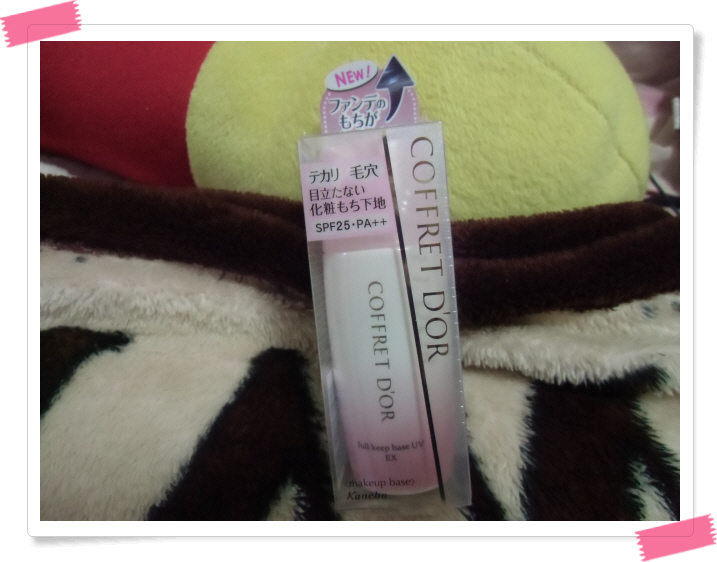 NEW!
ファンデの
もちが
テカリ 毛穴
目立たない
化粧もち下地
SPF25・PA++
COFFRET D'OR
COFFRET D'OR
full keep base UV
EX
makeup base
Kanebo